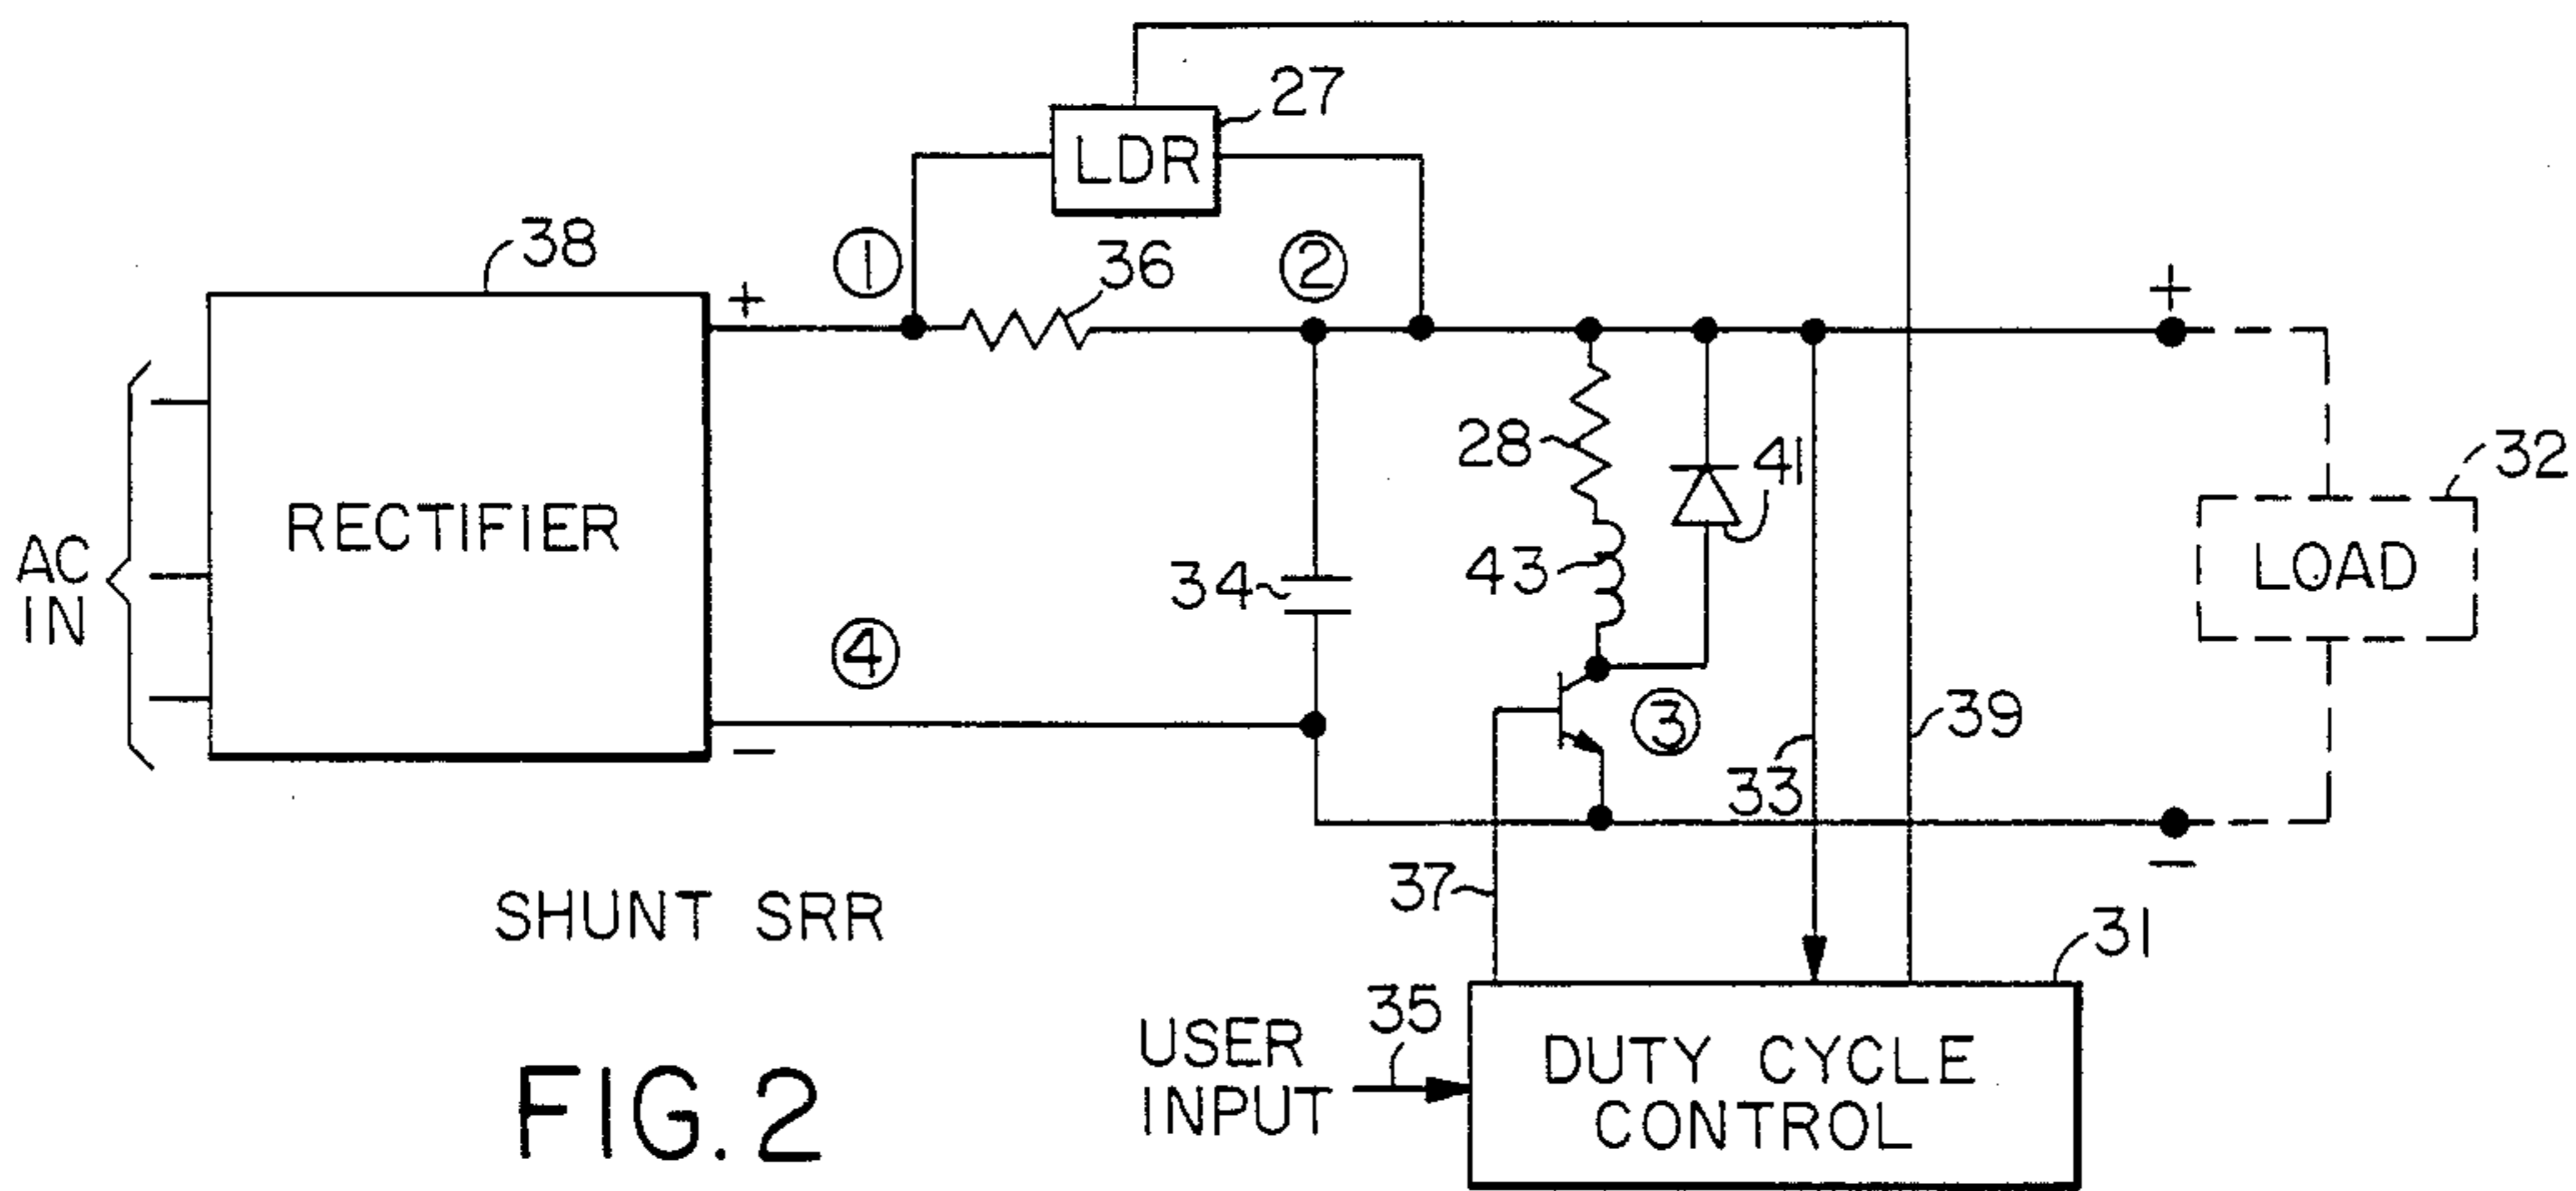 27
LDR
38
①
36
②
+
+
RECTIFIER
AC
IN
28
41
32
LOAD
34
43
④
③
39
33
−
−
37
SHUNT SRR
31
35
USER
INPUT
DUTY CYCLE
CONTROL
FIG. 2